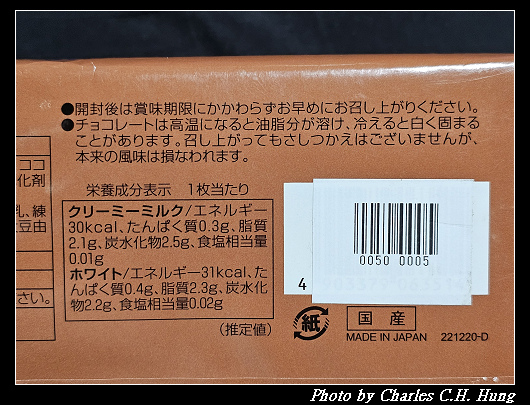 ●開封後は賞味期限にかかわらずお早めにお召し上がりください。
●チョコレートは高温になると油脂分が溶け、冷えると白く固まる
ことがあります。召し上がってもさしつかえはございませんが、
本来の風味は損なわれます。
ココ
化剤
乳、練
豆由
さい。
栄養成分表示 1枚当たり
クリーミーミルク/エネルギー
30kcal、たんぱく質0.3g、脂質
2.1g、炭水化物2.5g、食塩相当量
0.01g
ホワイト/エネルギー31kcal、た
んぱく質0.4g、脂質2.3g、炭水化
物2.2g、食塩相当量0.02g
(推定値)
0050 0005
4
紙
国産
MADE IN JAPAN
221220-D
Photo by Charles C.H. Hung